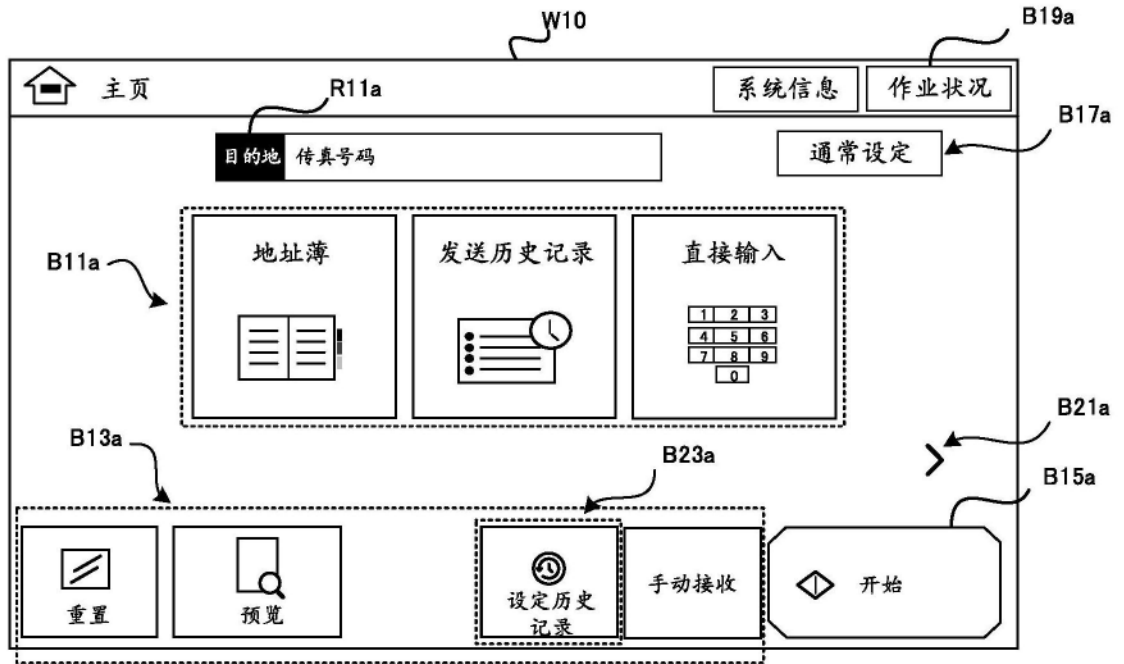 W10
B19a
主页
R11a
系统信息
作业状况
B17a
目的地 传真号码
通常设定
地址薄
发送历史记录
直接输入
B11a
1 2 3
4 5 6
7 8 9
0
B13a
B23a
B21a
B15a
重置
预览
设定历史
记录
手动接收
开始